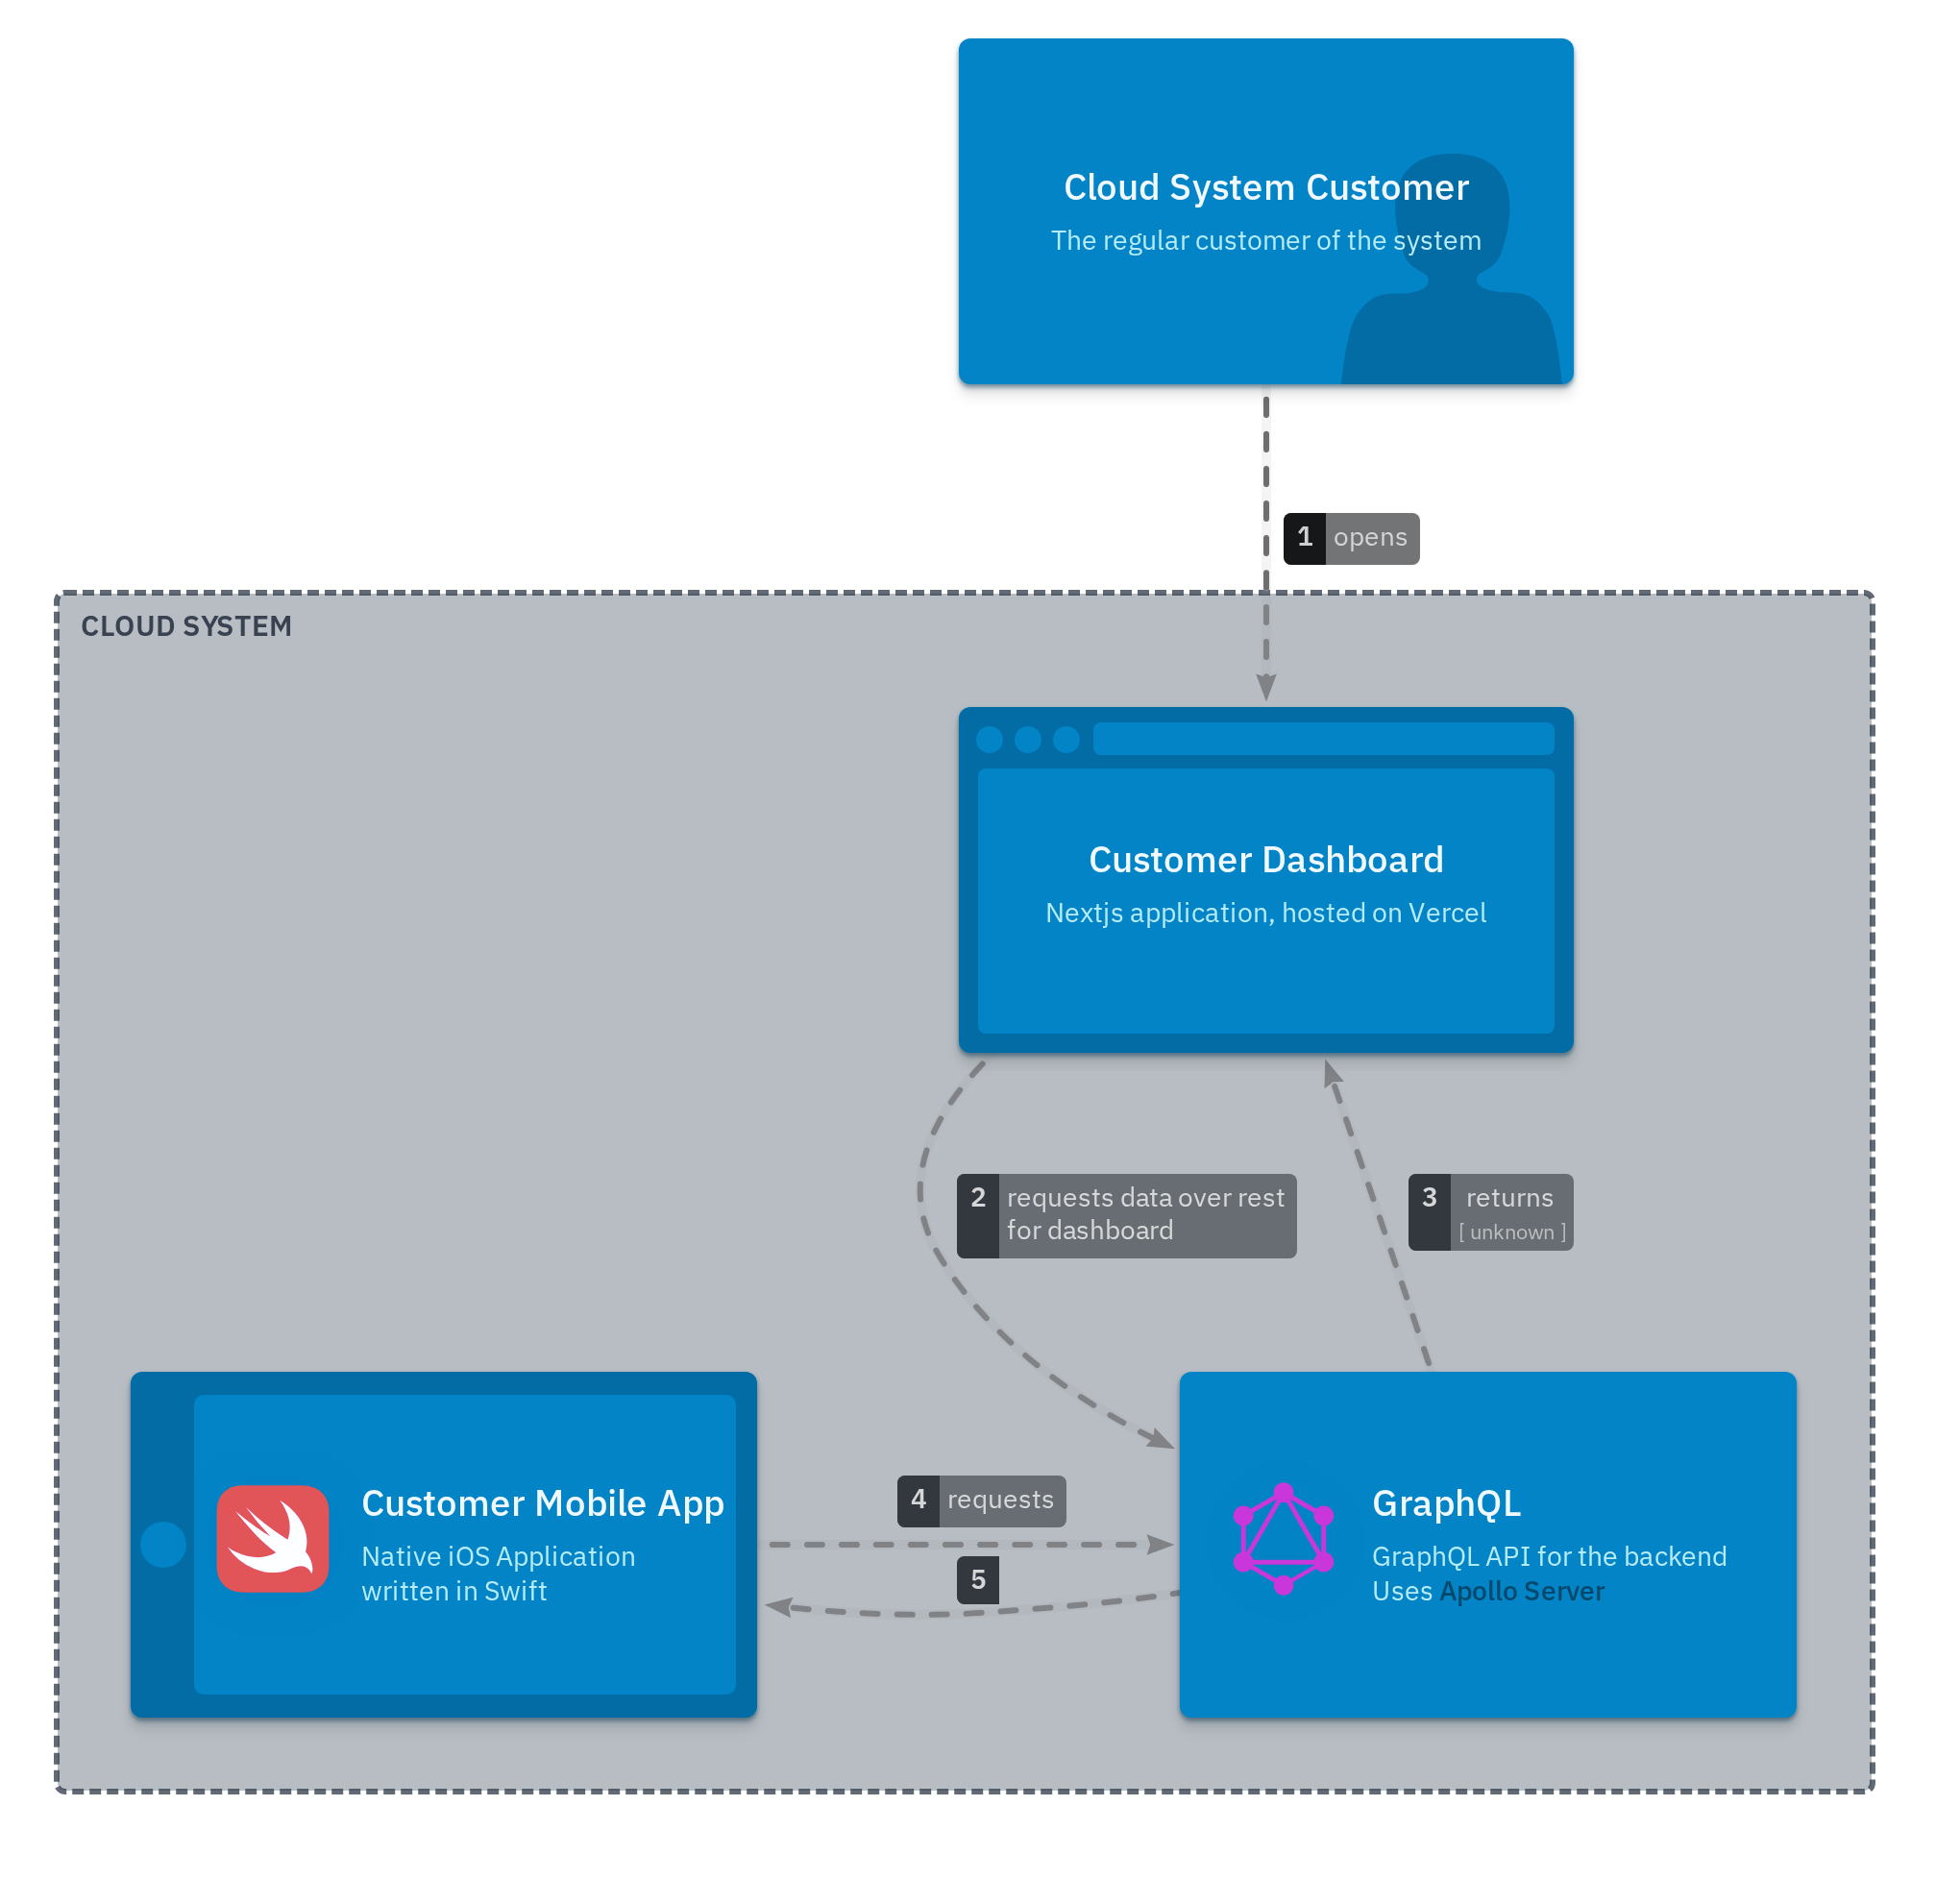 Cloud System Customer
The regular customer of the system
1 opens
CLOUD SYSTEM
Customer Dashboard
Nextjs application, hosted on Vercel
2 requests data over rest
for dashboard
3 returns
[ unknown ]
Customer Mobile App
Native iOS Application
written in Swift
4 requests
5
GraphQL
GraphQL API for the backend
Uses Apollo Server